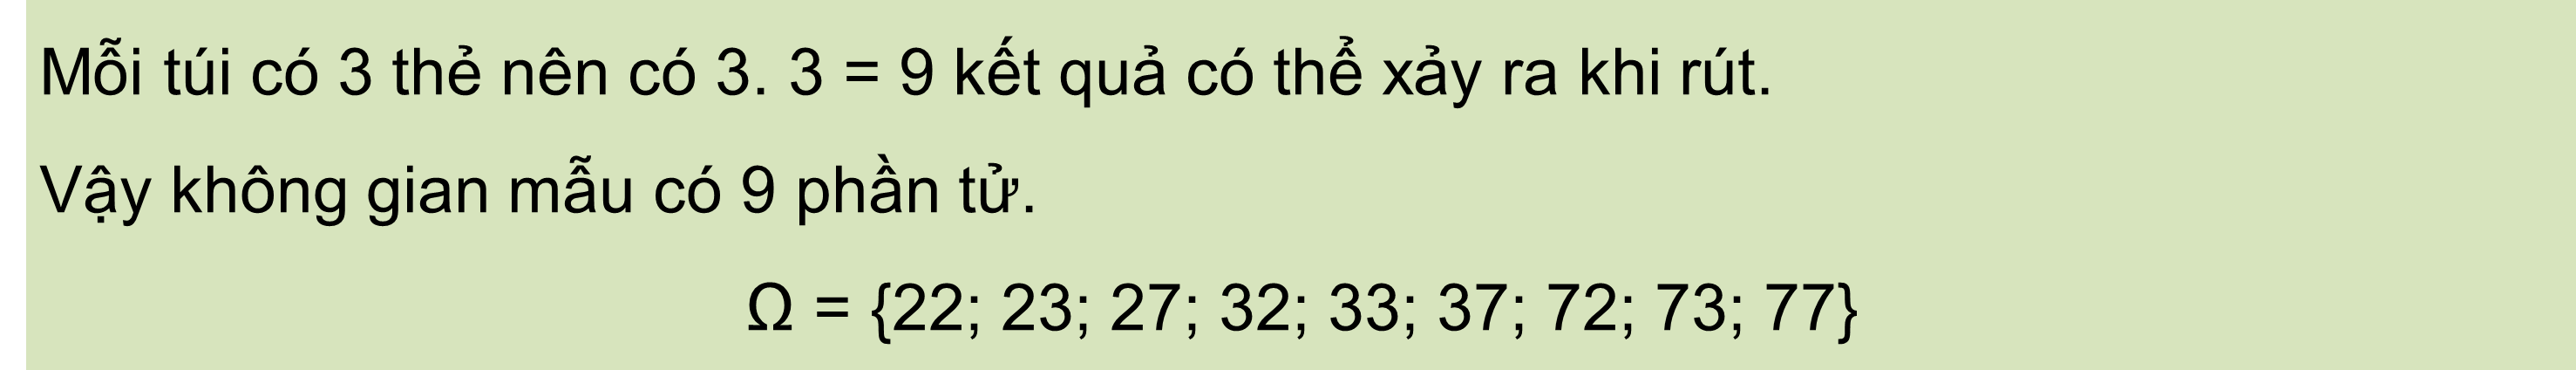 Mỗi túi có 3 thẻ nên có 3. 3 = 9 kết quả có thể xảy ra khi rút.
Vậy không gian mẫu có 9 phần tử.
Ω = {22; 23; 27; 32; 33; 37; 72; 73; 77}